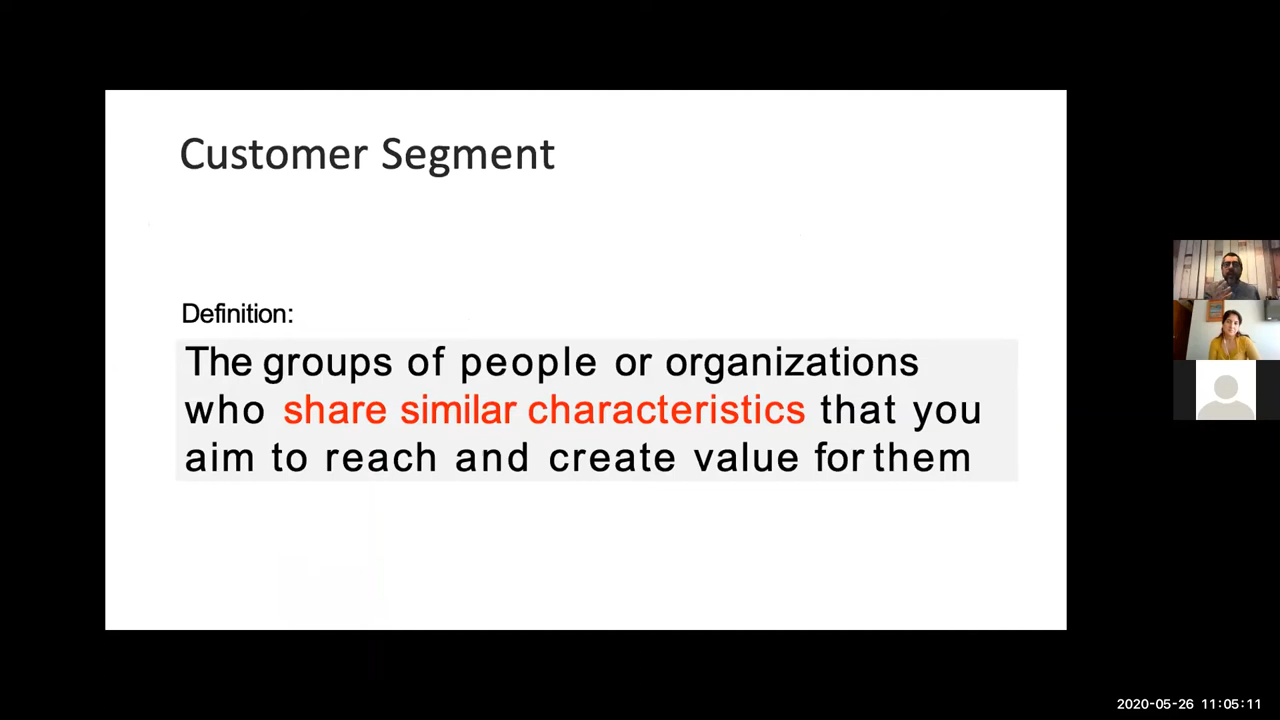 Customer Segment
Definition:
The groups of people or organizations
who share similar characteristics that you
aim to reach and create value for them
2020-05-26 11:05:11